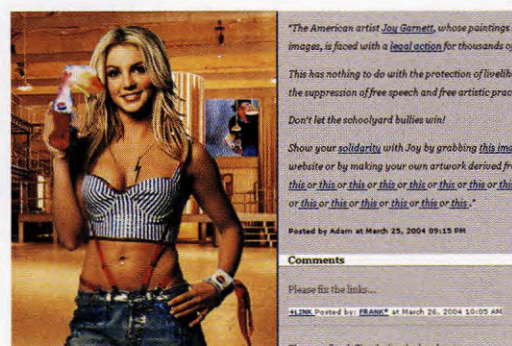 "The American artist Joy Garnett, whose paintings
images, is faced with a legal action for thousands o
This has nothing to do with the protection of livelih
the suppression of free speech and free artistic prac
Don't let the schoolyard bullies win!
Show your solidarity with Joy by grabbing this ima
website or by making your own artwork derived fr
this or this or this or this or this or this or this or thi
or this or this or this or this or this or this ."
Posted by Adam at March 25, 2004 09:15 PM
Comments
Please fix the links...
+LINK Posted by: FRANK* at March 26, 2004 10:05 AM